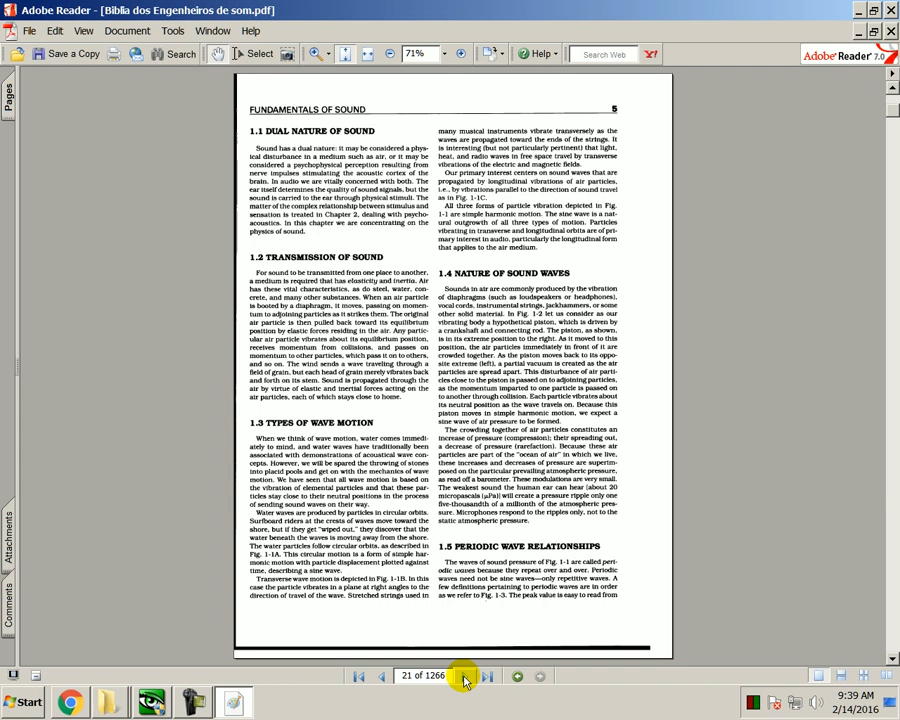 Adobe Reader - [Biblia dos Engenheiros de som.pdf]
File Edit View Document Tools Window Help
Save a Copy Search Select 71% Help Search Web Y! Adobe Reader 7.0
Pages
Attachments
Comments
FUNDAMENTALS OF SOUND 5
1.1 DUAL NATURE OF SOUND
Sound has a dual nature: it may be considered a phys-
ical disturbance in a medium such as air, or it may be
considered a psychophysical perception resulting from
nerve impulses stimulating the acoustic cortex of the
brain. In audio we are vitally concerned with both. The
ear itself determines the quality of sound signals, but the
sound is carried to the ear through physical stimuli. The
matter of the complex relationship between stimulus and
sensation is treated in Chapter 2, dealing with psycho-
acoustics. In this chapter we are concentrating on the
physics of sound.
1.2 TRANSMISSION OF SOUND
For sound to be transmitted from one place to another,
a medium is required that has elasticity and inertia. Air
has these vital characteristics, as do steel, water, con-
crete, and many other substances. When an air particle
is booted by a diaphragm, it moves, passing on momen-
tum to adjoining particles as it strikes them. The original
air particle is then pulled back toward its equilibrium
position by elastic forces residing in the air. Any partic-
ular air particle vibrates about its equilibrium position,
receives momentum from collisions, and passes on
momentum to other particles, which pass it on to others,
and so on. The wind sends a wave traveling through a
field of grain, but each head of grain merely vibrates back
and forth on its stem. Sound is propagated through the
air by virtue of elastic and inertial forces acting on the
air particles, each of which stays close to home.
1.3 TYPES OF WAVE MOTION
When we think of wave motion, water comes immedi-
ately to mind, and water waves have traditionally been
associated with demonstrations of acoustical wave con-
cepts. However, we will be spared the throwing of stones
into placid pools and get on with the mechanics of wave
motion. We have seen that all wave motion is based on
the vibration of elemental particles and that these par-
ticles stay close to their neutral positions in the process
of sending sound waves on their way.
Water waves are produced by particles in circular orbits.
Surfboard riders at the crests of waves move toward the
shore, but if they get "wiped out," they discover that the
water beneath the waves is moving away from the shore.
The water particles follow circular orbits, as described in
Fig. 1-1A. This circular motion is a form of simple har-
monic motion with particle displacement plotted against
time, describing a sine wave.
Transverse wave motion is depicted in Fig. 1-1B. In this
case the particle vibrates in a plane at right angles to the
direction of travel of the wave. Stretched strings used in
many musical instruments vibrate transversely as the
waves are propagated toward the ends of the strings. It
is interesting (but not particularly pertinent) that light,
heat, and radio waves in free space travel by transverse
vibrations of the electric and magnetic fields.
Our primary interest centers on sound waves that are
propagated by longitudinal vibrations of air particles,
i.e., by vibrations parallel to the direction of sound travel
as in Fig. 1-1C.
All three forms of particle vibration depicted in Fig.
1-1 are simple harmonic motion. The sine wave is a nat-
ural outgrowth of all three types of motion. Particles
vibrating in transverse and longitudinal orbits are of pri-
mary interest in audio, particularly the longitudinal form
that applies to the air medium.
1.4 NATURE OF SOUND WAVES
Sounds in air are commonly produced by the vibration
of diaphragms (such as loudspeakers or headphones),
vocal cords, instrumental strings, jackhammers, or some
other solid material. In Fig. 1-2 let us consider as our
vibrating body a hypothetical piston, which is driven by
a crankshaft and connecting rod. The piston, as shown,
is in its extreme position to the right. As it moved to this
position, the air particles immediately in front of it are
crowded together. As the piston moves back to its oppo-
site extreme (left), a partial vacuum is created as the air
particles are spread apart. This disturbance of air parti-
cles close to the piston is passed on to adjoining particles,
as the momentum imparted to one particle is passed on
to another through collision. Each particle vibrates about
its neutral position as the wave travels on. Because this
piston moves in simple harmonic motion, we expect a
sine wave of air pressure to be formed.
The crowding together of air particles constitutes an
increase of pressure (compression); their spreading out,
a decrease of pressure (rarefaction). Because these air
particles are part of the "ocean of air" in which we live,
these increases and decreases of pressure are superim-
posed on the particular prevailing atmospheric pressure,
as read off a barometer. These modulations are very small.
The weakest sound the human ear can hear [about 20
micropascals (µPa)] will create a pressure ripple only one
five-thousandth of a millionth of the atmospheric pres-
sure. Microphones respond to the ripples only, not to the
static atmospheric pressure.
1.5 PERIODIC WAVE RELATIONSHIPS
The waves of sound pressure of Fig. 1-1 are called peri-
odic waves because they repeat over and over. Periodic
waves need not be sine waves—only repetitive waves. A
few definitions pertaining to periodic waves are in order
as we refer to Fig. 1-3. The peak value is easy to read from
21 of 1266
Start
9:39 AM
2/14/2016